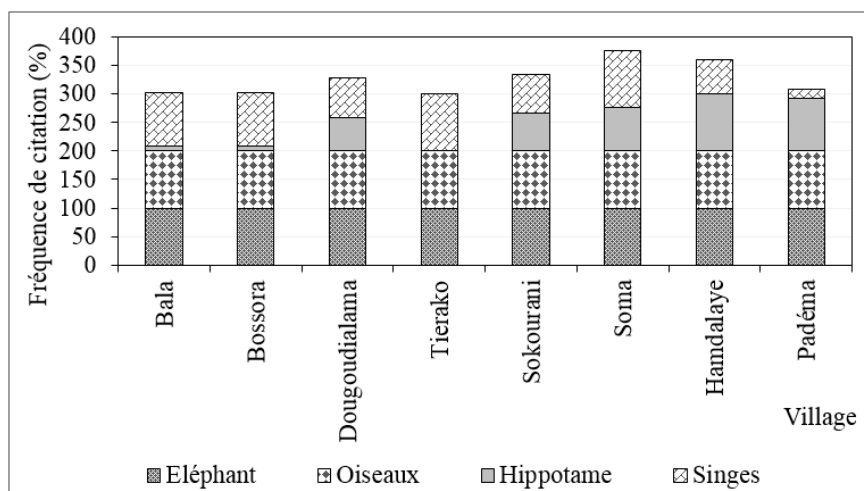 Fréquence de citation (%)
400
350
300
250
200
150
100
50
0
Bala
Bossora
Dougoudialama
Tierako
Sokourani
Soma
Hamdalaye
Padéma
Village
Eléphant
Oiseaux
Hippotame
Singes